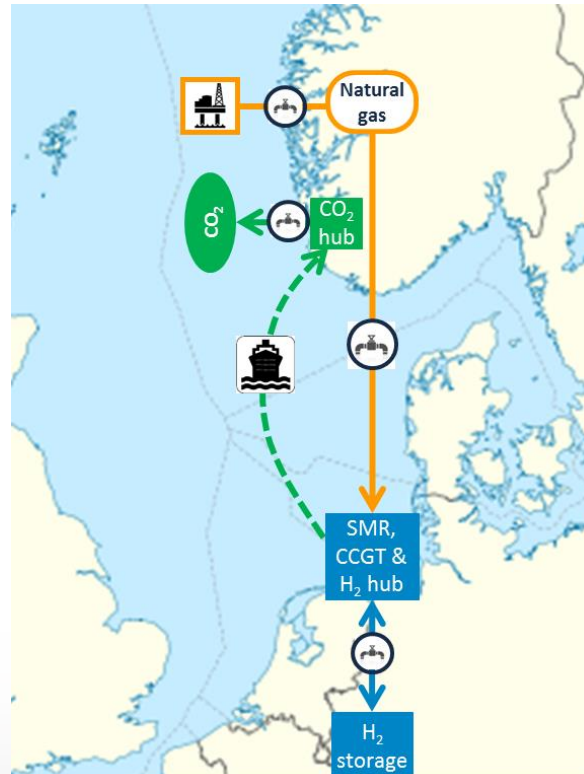 Natural
gas
CO₂
CO₂
hub
SMR,
CCGT &
H₂ hub
H₂
storage